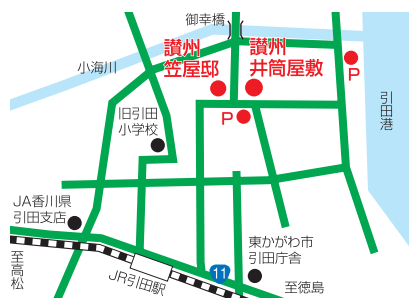 御幸橋
讃州
笠屋邸
讃州
井筒屋敷
P
小海川
旧引田
小学校
P
引田港
JA香川県
引田支店
東かがわ市
引田庁舎
11
至高松
JR引田駅
至徳島